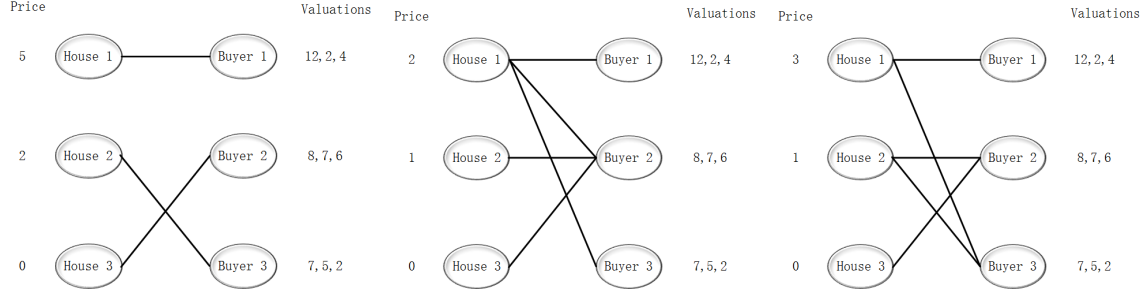 Price Valuations
5 House 1 Buyer 1 12,2,4
2 House 2 Buyer 2 8,7,6
0 House 3 Buyer 3 7,5,2
Price Valuations
2 House 1 Buyer 1 12,2,4
1 House 2 Buyer 2 8,7,6
0 House 3 Buyer 3 7,5,2
Price Valuations
3 House 1 Buyer 1 12,2,4
1 House 2 Buyer 2 8,7,6
0 House 3 Buyer 3 7,5,2